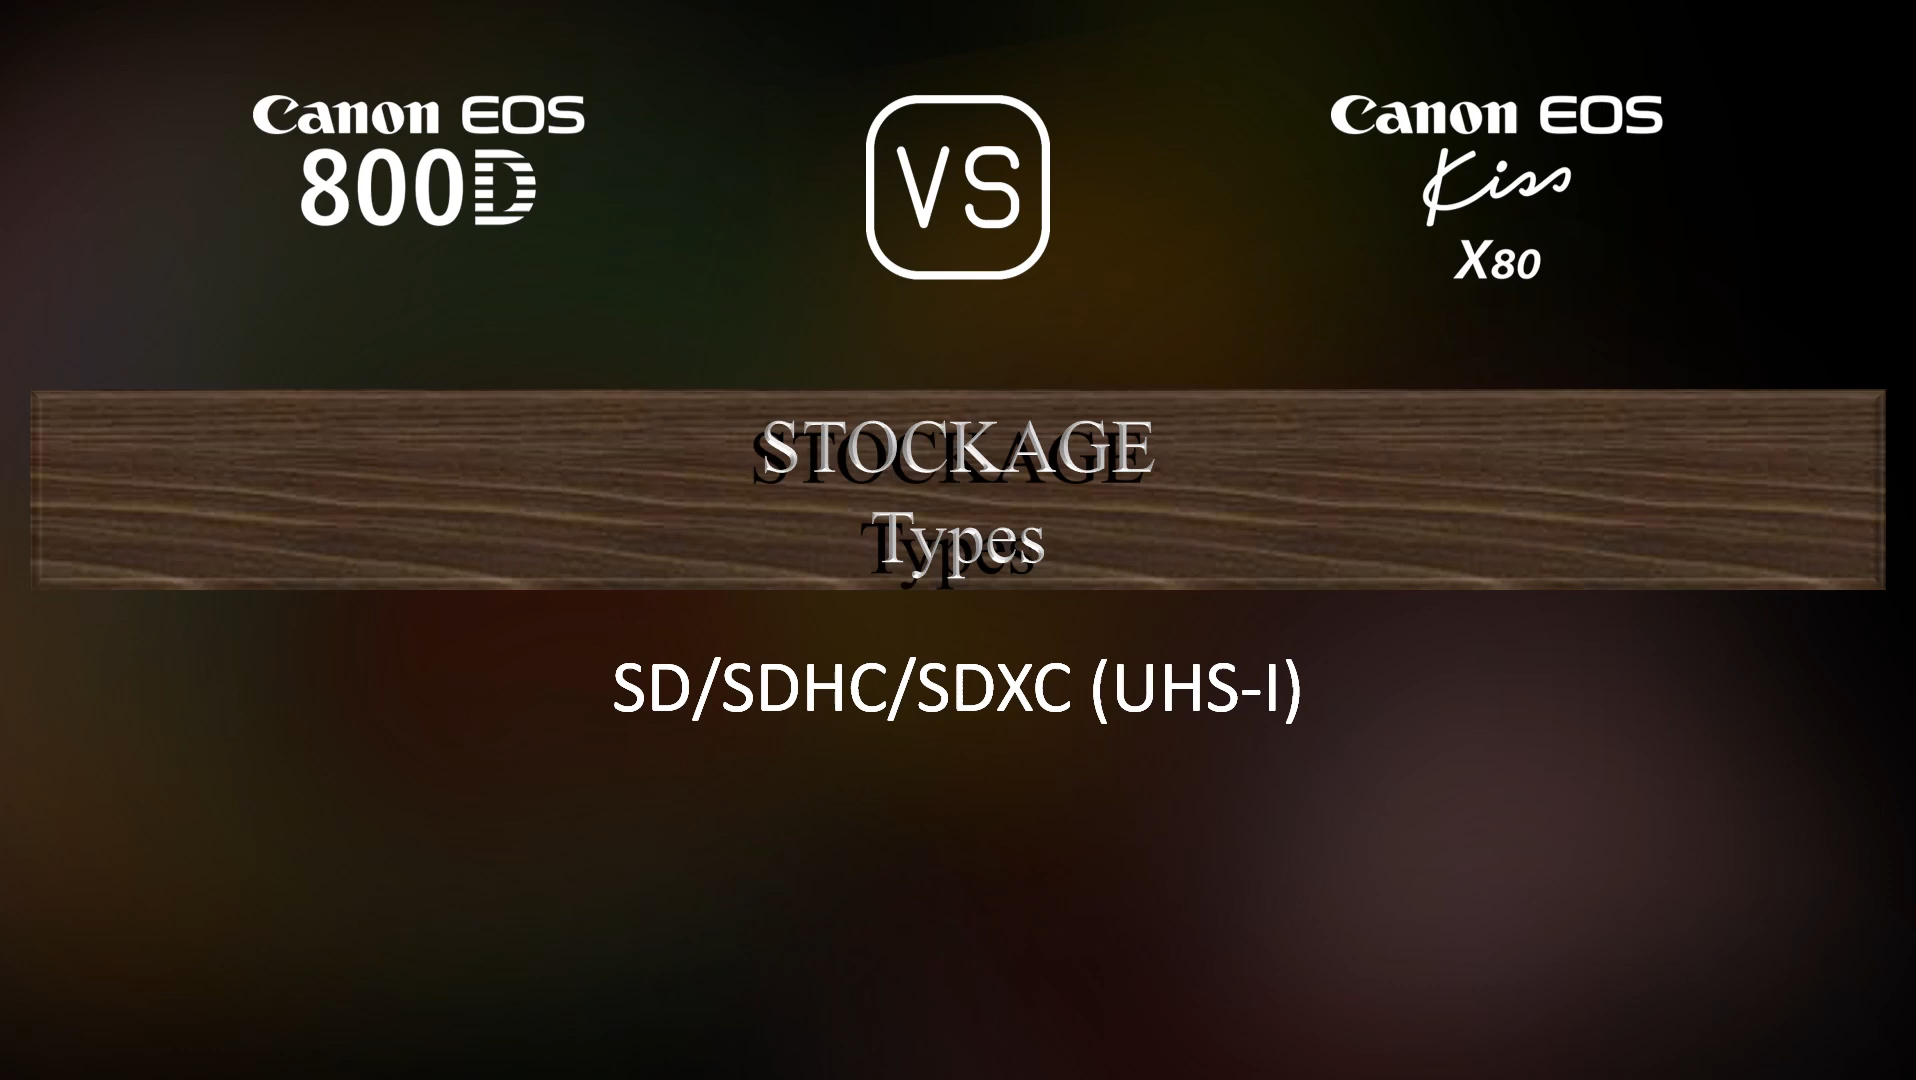 Canon EOS
800D
VS
Canon EOS
Kiss
X80
STOCKAGE
Types
SD/SDHC/SDXC (UHS-I)